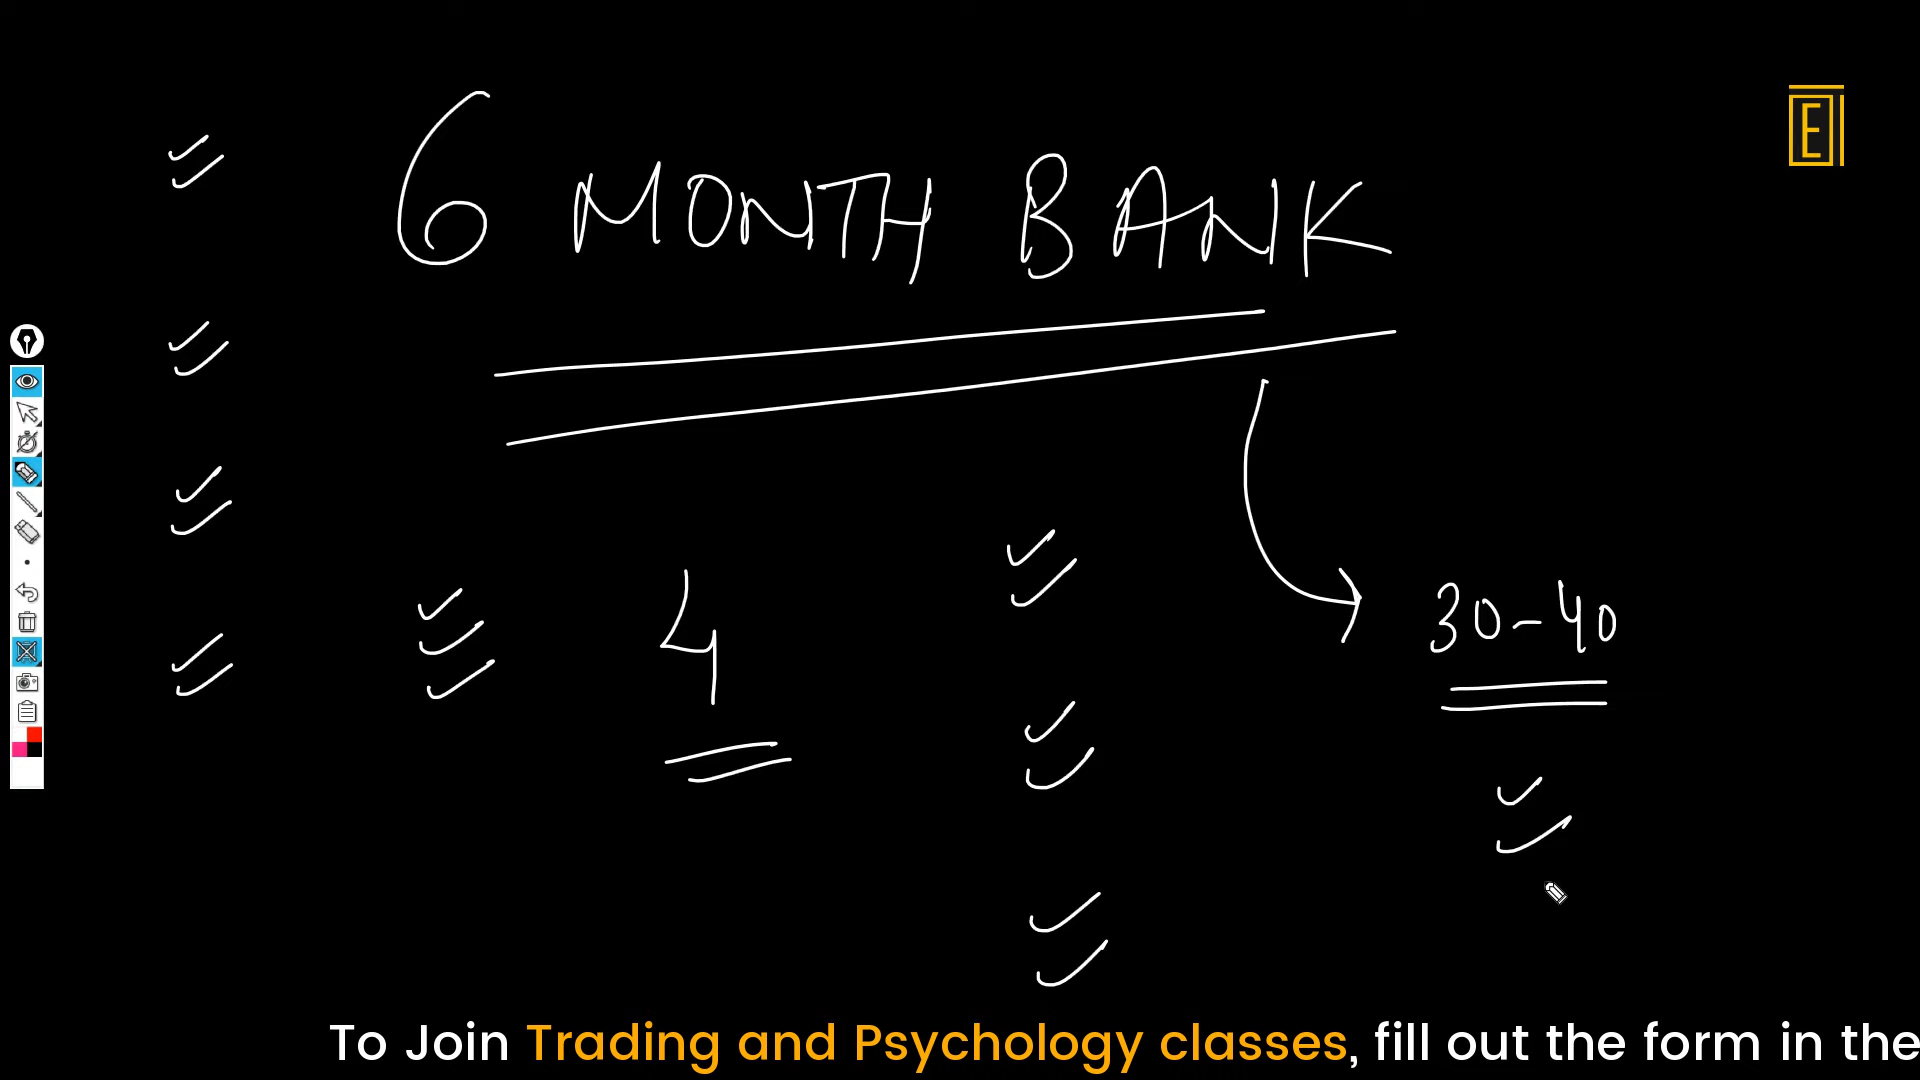 E
6 MONTH BANK
4
30-40
To Join Trading and Psychology classes, fill out the form in the